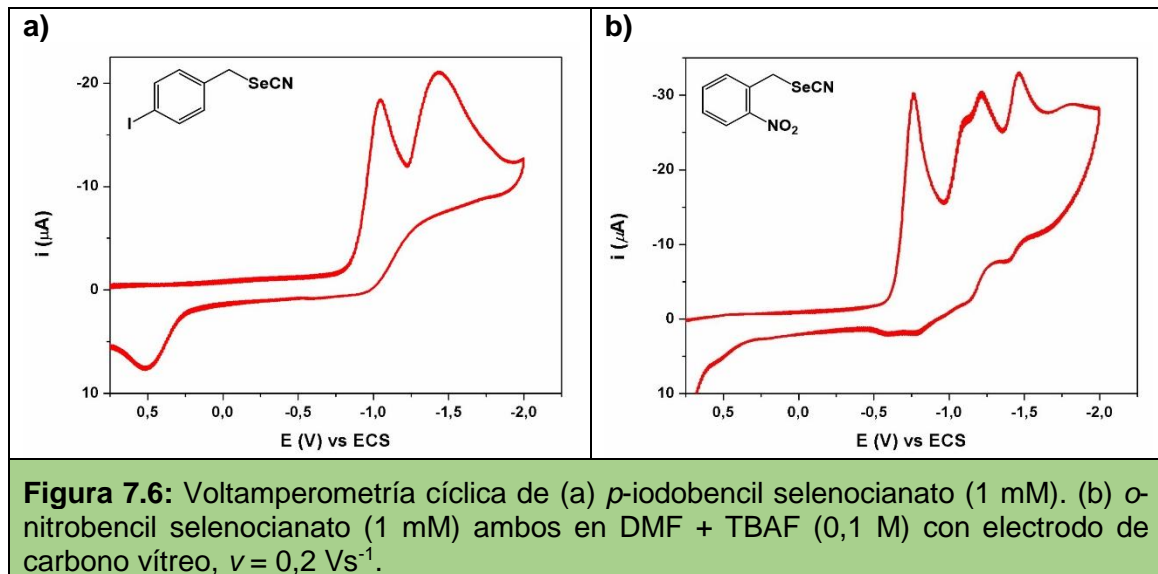 a)
-20
-10
0
10
i (μA)
0,5
0,0
-0,5
-1,0
-1,5
-2,0
E (V) vs ECS
SeCN
I
b)
-30
-20
-10
0
10
i (μA)
0,5
0,0
-0,5
-1,0
-1,5
-2,0
E (V) vs ECS
SeCN
NO2
Figura 7.6: Voltamperometría cíclica de (a) p-iodobencil selenocianato (1 mM). (b) o-
nitrobencil selenocianato (1 mM) ambos en DMF + TBAF (0,1 M) con electrodo de
carbono vítreo, v = 0,2 Vs-1.